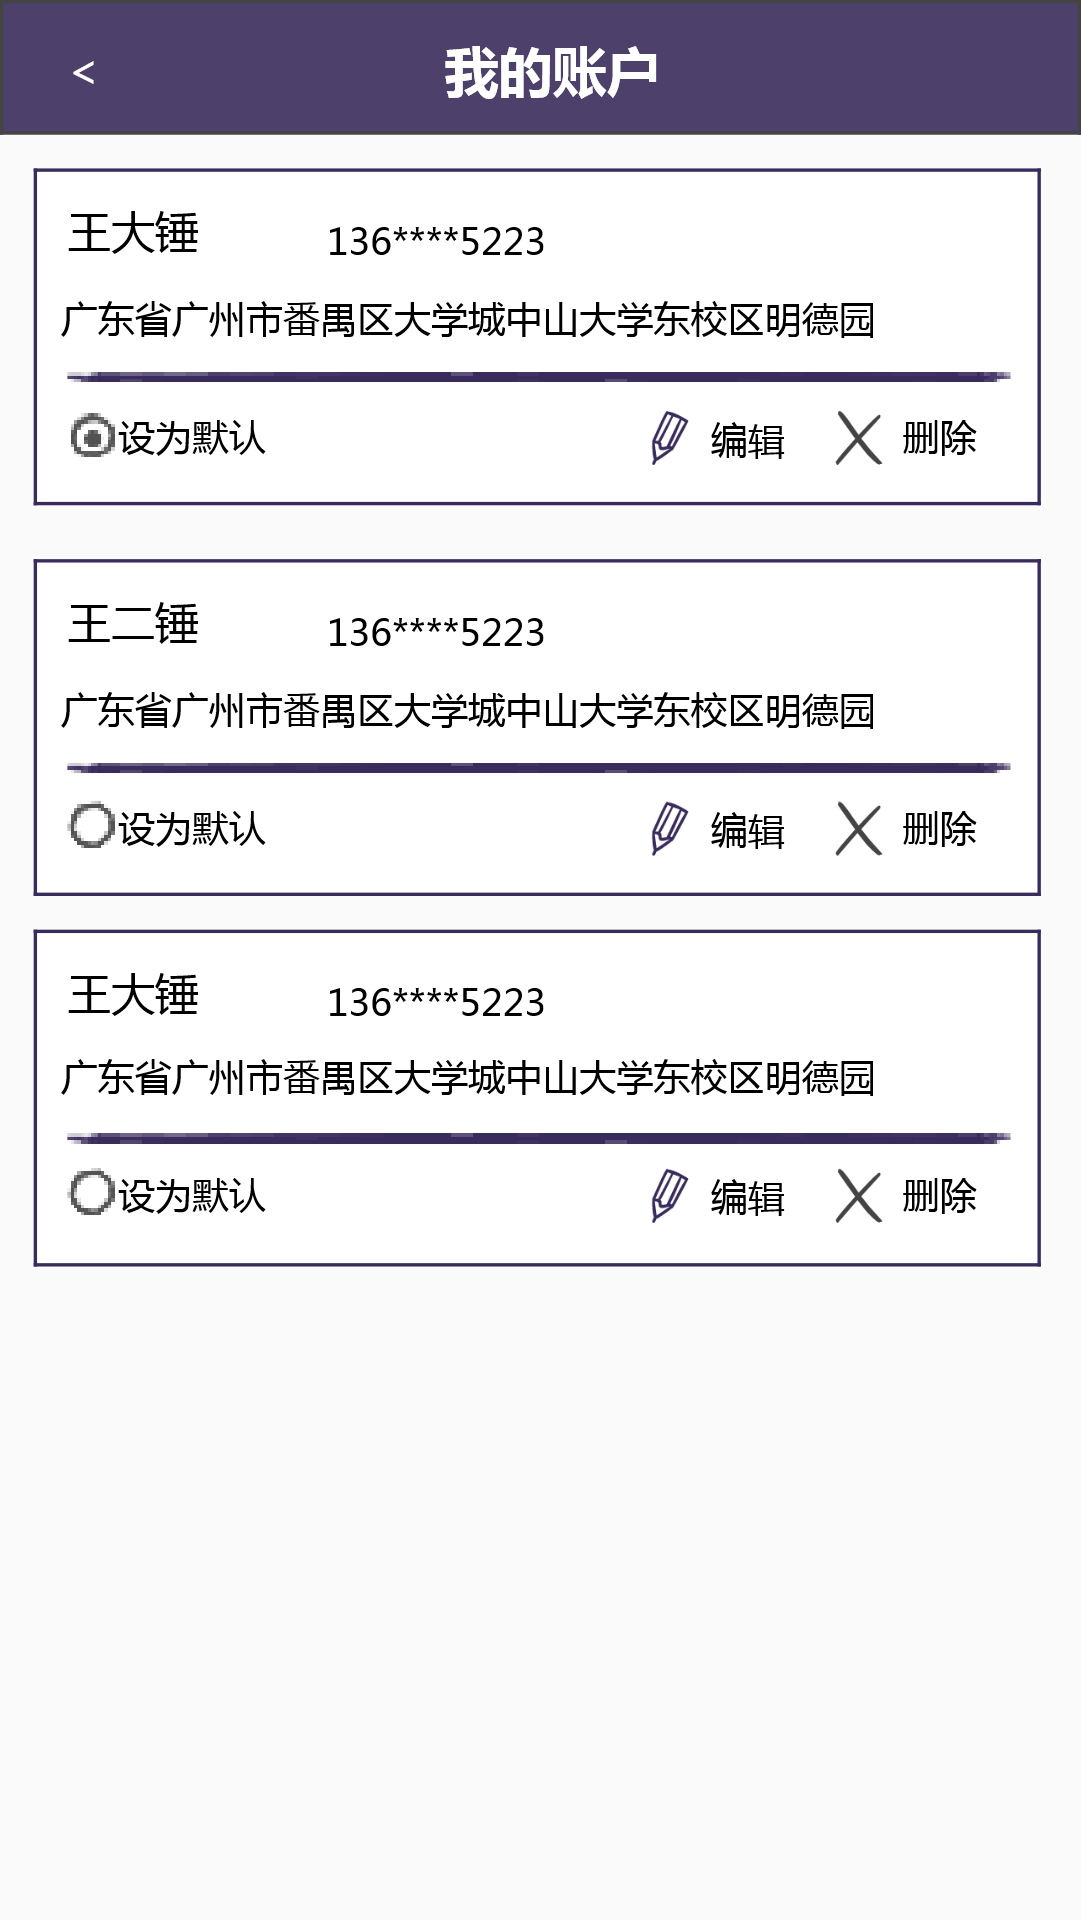 < 我的账户
王大锤 136****5223
广东省广州市番禺区大学城中山大学东校区明德园
设为默认 编辑 删除
王二锤 136****5223
广东省广州市番禺区大学城中山大学东校区明德园
设为默认 编辑 删除
王大锤 136****5223
广东省广州市番禺区大学城中山大学东校区明德园
设为默认 编辑 删除